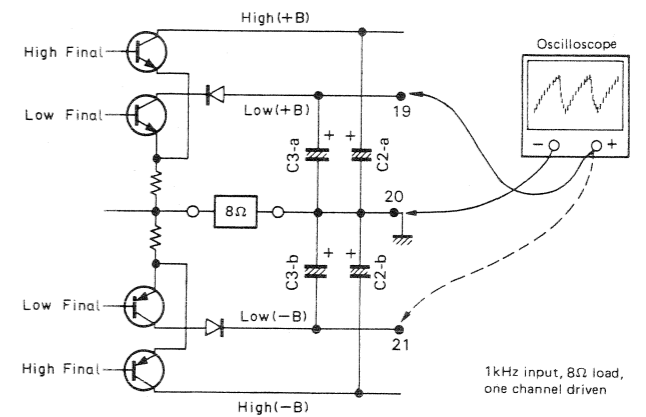 High(+B)
High Final
Oscilloscope
Low Final
Low(+B)
19
C3-a
+
C2-a
+
−
+
20
8Ω
C3-b
+
C2-b
+
Low Final
Low(−B)
21
High Final
High(−B)
1kHz input, 8Ω load,
one channel driven